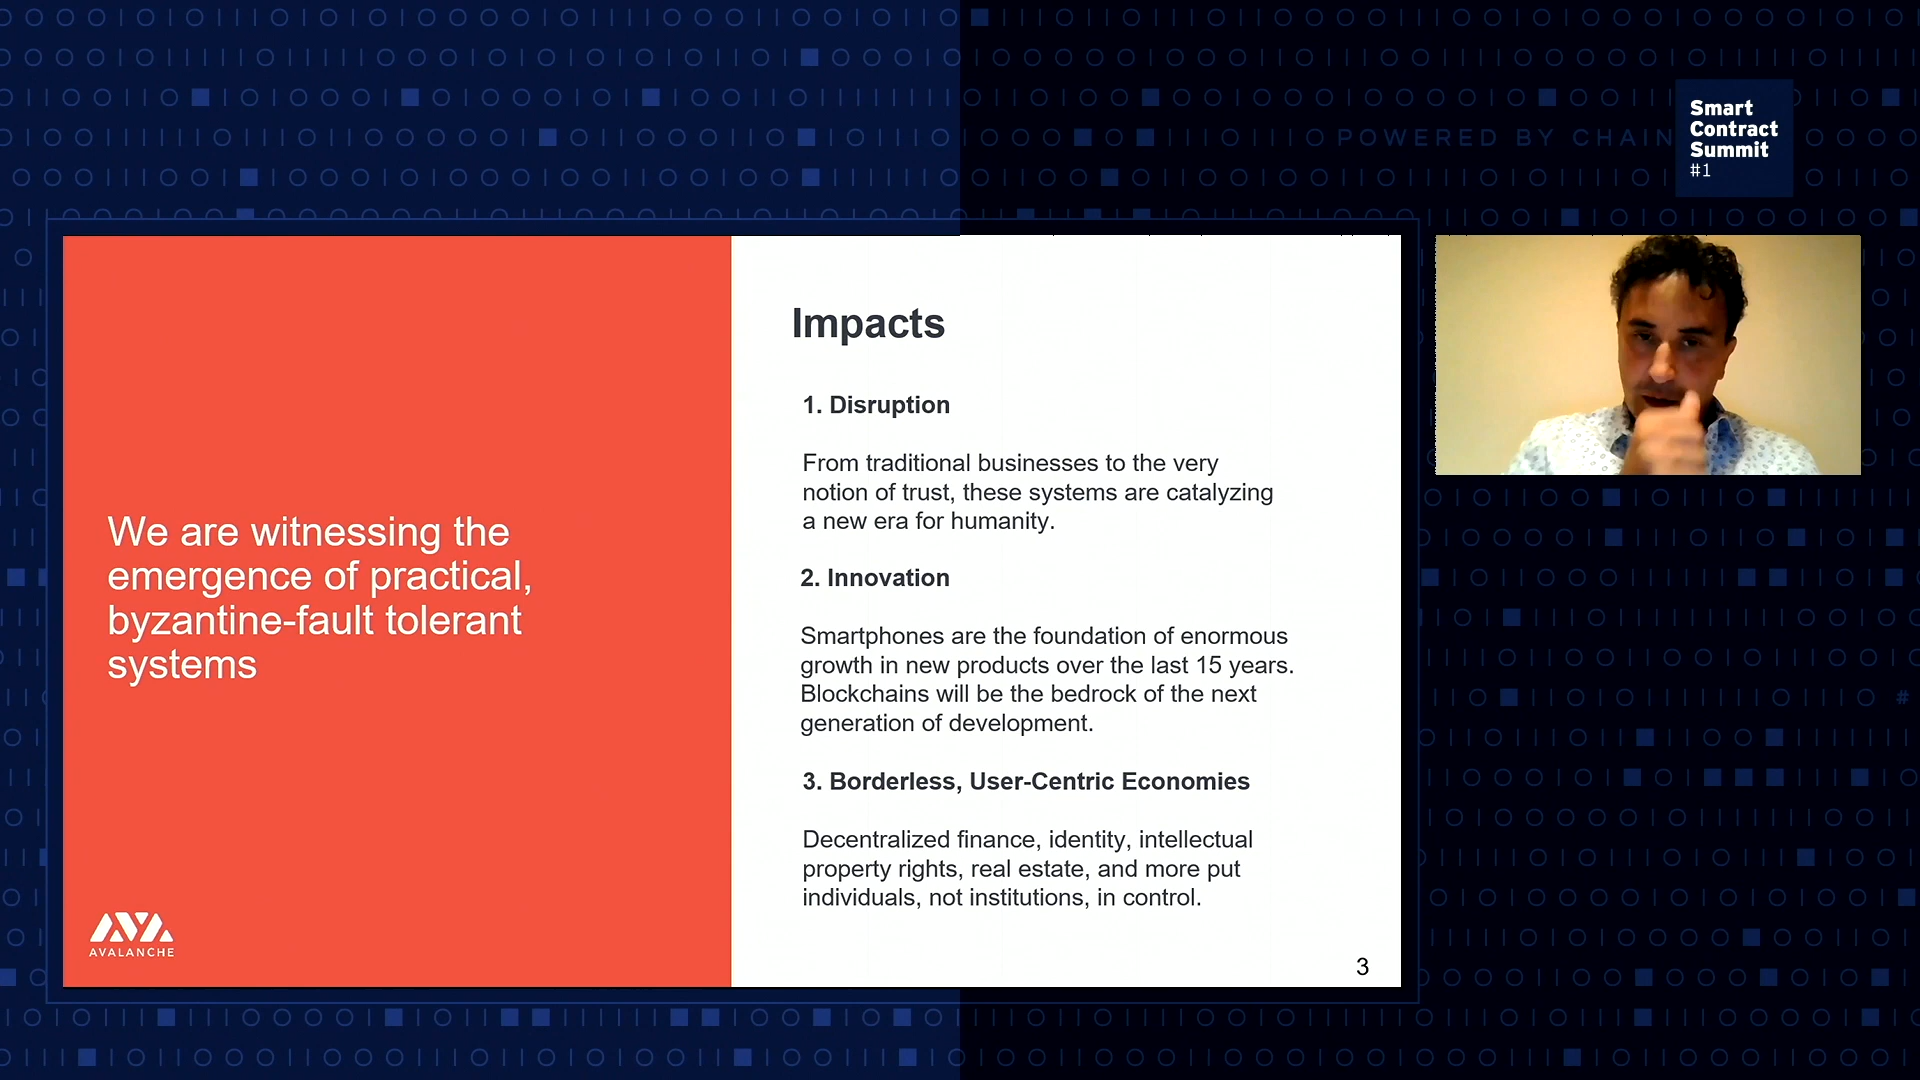 POWERED BY CHAIN
Smart
Contract
Summit
#1
We are witnessing the
emergence of practical,
byzantine-fault tolerant
systems
AVALANCHE
Impacts
1. Disruption
From traditional businesses to the very
notion of trust, these systems are catalyzing
a new era for humanity.
2. Innovation
Smartphones are the foundation of enormous
growth in new products over the last 15 years.
Blockchains will be the bedrock of the next
generation of development.
3. Borderless, User-Centric Economies
Decentralized finance, identity, intellectual
property rights, real estate, and more put
individuals, not institutions, in control.
3